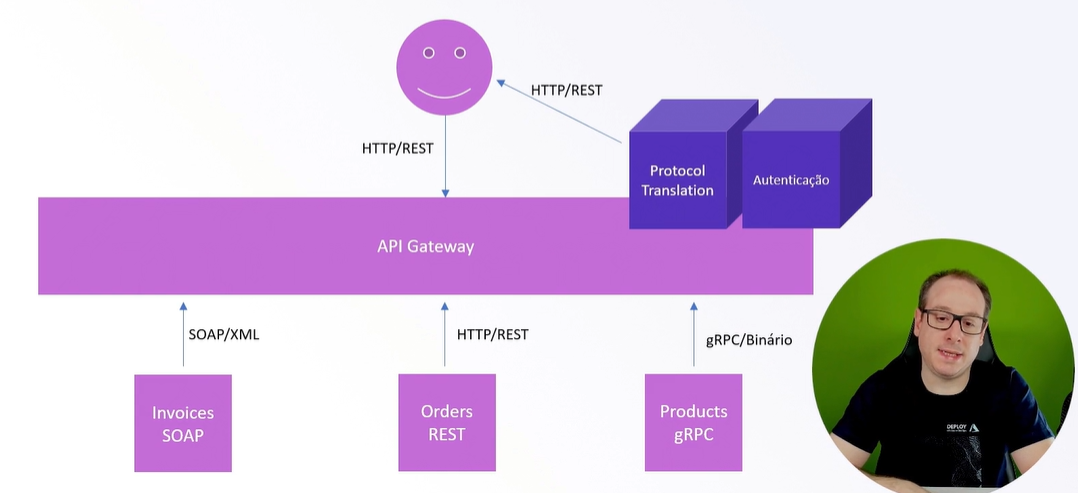 HTTP/REST
HTTP/REST
Protocol
Translation
Autenticação
API Gateway
SOAP/XML
HTTP/REST
gRPC/Binário
Invoices
SOAP
Orders
REST
Products
gRPC
DEPLOY